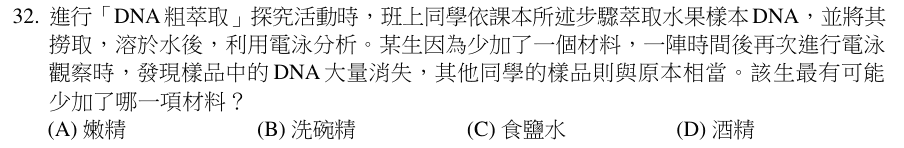 32. 進行「DNA粗萃取」探究活動時，班上同學依課本所述步驟萃取水果樣本DNA，並將其
撈取，溶於水後，利用電泳分析。某生因為少加了一個材料，一陣時間後再次進行電泳
觀察時，發現樣品中的DNA大量消失，其他同學的樣品則與原本相當。該生最有可能
少加了哪一項材料？
(A) 嫩精 (B) 洗碗精 (C) 食鹽水 (D) 酒精